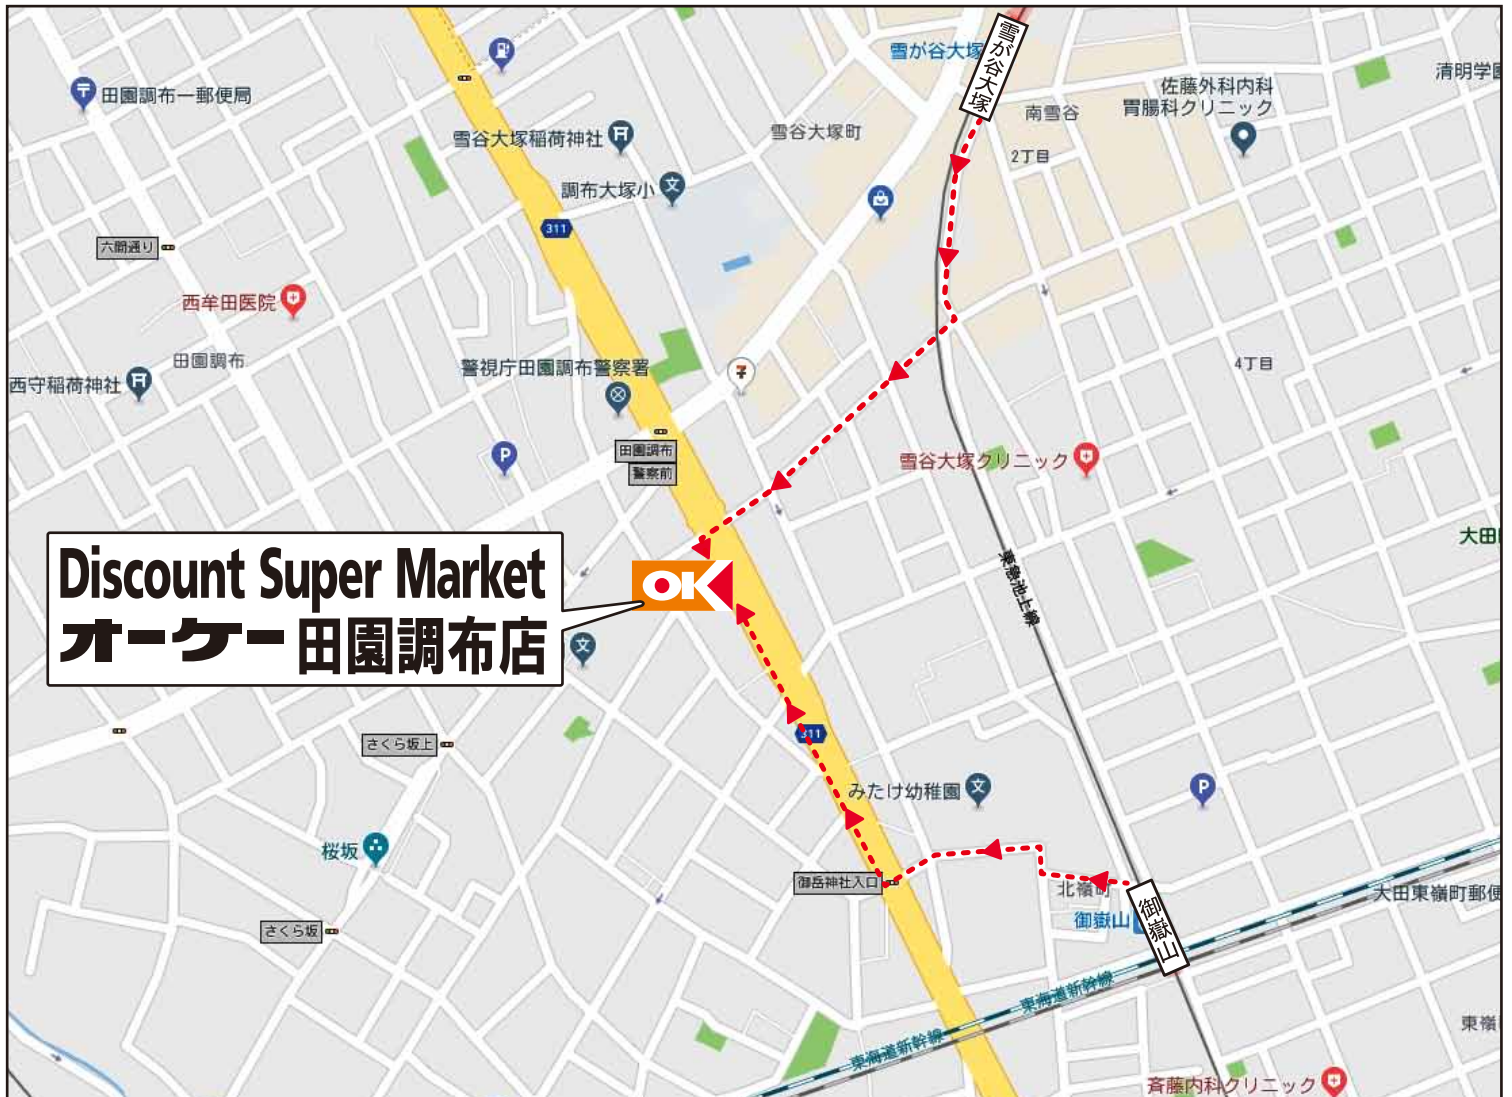 雪が谷大塚
雪が谷大塚
清明学園
佐藤外科内科
胃腸科クリニック
田園調布一郵便局
南雪谷
雪谷大塚稲荷神社
雪谷大塚町
2丁目
調布大塚小
311
六間通り
西牟田医院
田園調布
警視庁田園調布警察署
4丁目
西守稲荷神社
P
田園調布
警察前
雪谷大塚クリニック
大田
Discount Super Market
オーケー田園調布店
OK
東急池上線
311
さくら坂上
みたけ幼稚園
P
桜坂
御岳神社入口
北嶺町
大田東嶺町郵便
御嶽山
御嶽山
さくら坂
東海道新幹線
東嶺
東海道新幹線
斉藤内科クリニック